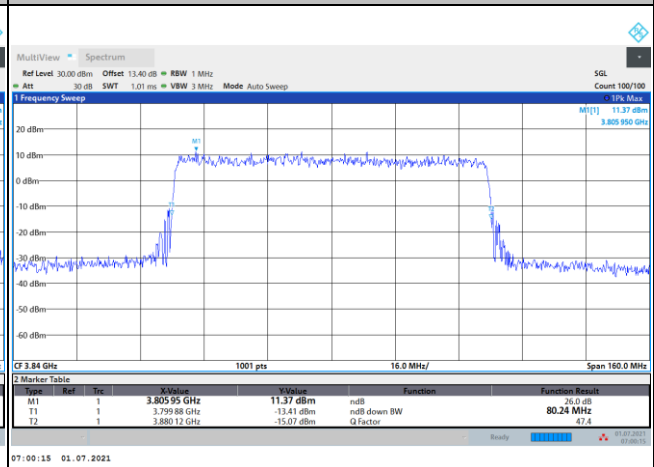 MultiView Spectrum
Ref Level 30.00 dBm Offset 13.40 dB RBW 1 MHz SGL
Att 30 dB SWT 1.01 ms VBW 3 MHz Mode Auto Sweep Count 100/100
1 Frequency Sweep 1Pk Max
M1[1] 11.37 dBm
3.805 950 GHz
20 dBm
M1
10 dBm
0 dBm
-10 dBm
-20 dBm
-30 dBm
-40 dBm
-50 dBm
-60 dBm
CF 3.84 GHz 1001 pts 16.0 MHz/ Span 160.0 MHz
2 Marker Table
Type Ref Trc X-Value Y-Value Function Function Result
M1 1 3.805 95 GHz 11.37 dBm ndB 26.0 dB
T1 1 3.799 88 GHz -13.41 dBm ndB down BW 80.24 MHz
T2 1 3.880 12 GHz -15.07 dBm Q Factor 47.4
Ready 01.07.2021
07:00:15
07:00:15 01.07.2021